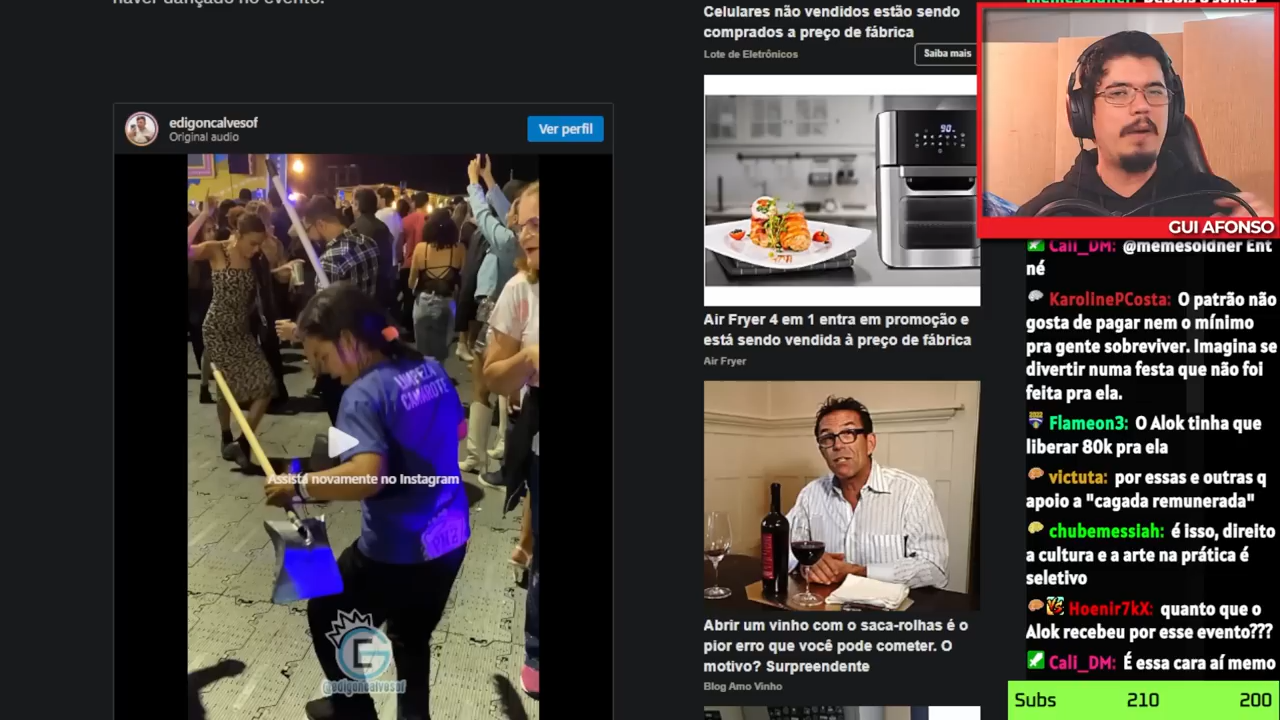 haver dançado no evento.
edigoncalvesof
Original audio
Ver perfil
LIMPEZA
CAMAROTE
Assista novamente no Instagram
@edigoncalvesof
Celulares não vendidos estão sendo
comprados a preço de fábrica
Lote de Eletrônicos
Saiba mais
90
Air Fryer 4 em 1 entra em promoção e
está sendo vendida à preço de fábrica
Air Fryer
Abrir um vinho com o saca-rolhas é o
pior erro que você pode cometer. O
motivo? Surpreendente
Blog Amo Vinho
GUI AFONSO
Cali_DM: @memesoldner Ent
né
KarolinePCosta: O patrão não
gosta de pagar nem o mínimo
pra gente sobreviver. Imagina se
divertir numa festa que não foi
feita pra ela.
Flameon3: O Alok tinha que
liberar 80k pra ela
victuta: por essas e outras q
apoio a "cagada remunerada"
chubemessiah: é isso, direito
a cultura e a arte na prática é
seletivo
Hoenir7kX: quanto que o
Alok recebeu por esse evento???
Cali_DM: É essa cara aí memo
Subs 210 200